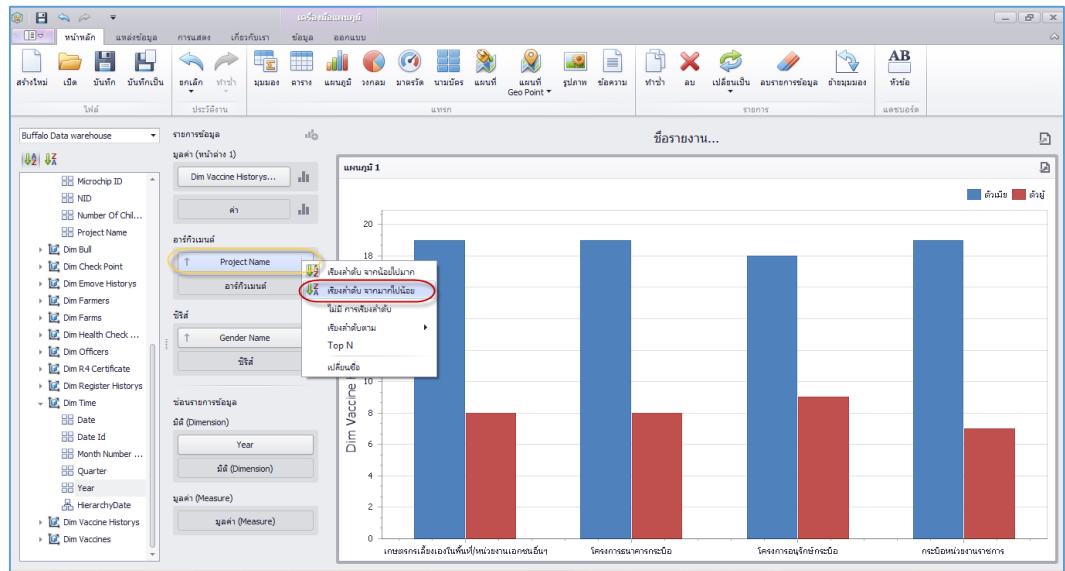 เครื่องมือแผนภูมิ
หน้าหลัก แหล่งข้อมูล การแสดง เกี่ยวกับเรา ข้อมูล ออกแบบ
สร้างใหม่ เปิด บันทึก บันทึกเป็น ยกเลิก ทำซ้ำ มุมมอง ตาราง แผนภูมิ วงกลม มาตรวัด นามบัตร แผนที่ แผนที่ Geo Point รูปภาพ ข้อความ ทำซ้ำ ลบ เปลี่ยนเป็น ลบรายการข้อมูล ย้ายมุมมอง AB หัวข้อ
ไฟล์ ประวัติงาน แทรก รายการ แดชบอร์ด
Buffalo Data warehouse
Microchip ID
NID
Number Of Chil...
Project Name
Dim Bull
Dim Check Point
Dim Emove Historys
Dim Farmers
Dim Farms
Dim Health Check ...
Dim Officers
Dim R4 Certificate
Dim Register Historys
Dim Time
Date
Date Id
Month Number ...
Quarter
Year
HierarchyDate
Dim Vaccine Historys
Dim Vaccines
รายการข้อมูล
มูลค่า (หน้าต่าง 1)
Dim Vaccine Historys...
ค่า
อาร์กิวเมนต์
Project Name
อาร์กิวเมนต์
ซีรีส์
Gender Name
ซีรีส์
ซ่อนรายการข้อมูล
มิติ (Dimension)
Year
มิติ (Dimension)
มูลค่า (Measure)
มูลค่า (Measure)
เรียงลำดับ จากน้อยไปมาก
เรียงลำดับ จากมากไปน้อย
ไม่มี การเรียงลำดับ
เรียงลำดับตาม
Top N
เปลี่ยนชื่อ
ชื่อรายงาน...
แผนภูมิ 1
ตัวเมีย ตัวผู้
20
18
10
8
6
4
2
0
Dim Vaccine
เกษตรกรเลี้ยงเองในพื้นที่/หน่วยงานเอกชนอื่นๆ โครงการธนาคารกระบือ โครงการอนุรักษ์กระบือ กระบือหน่วยงานราชการ